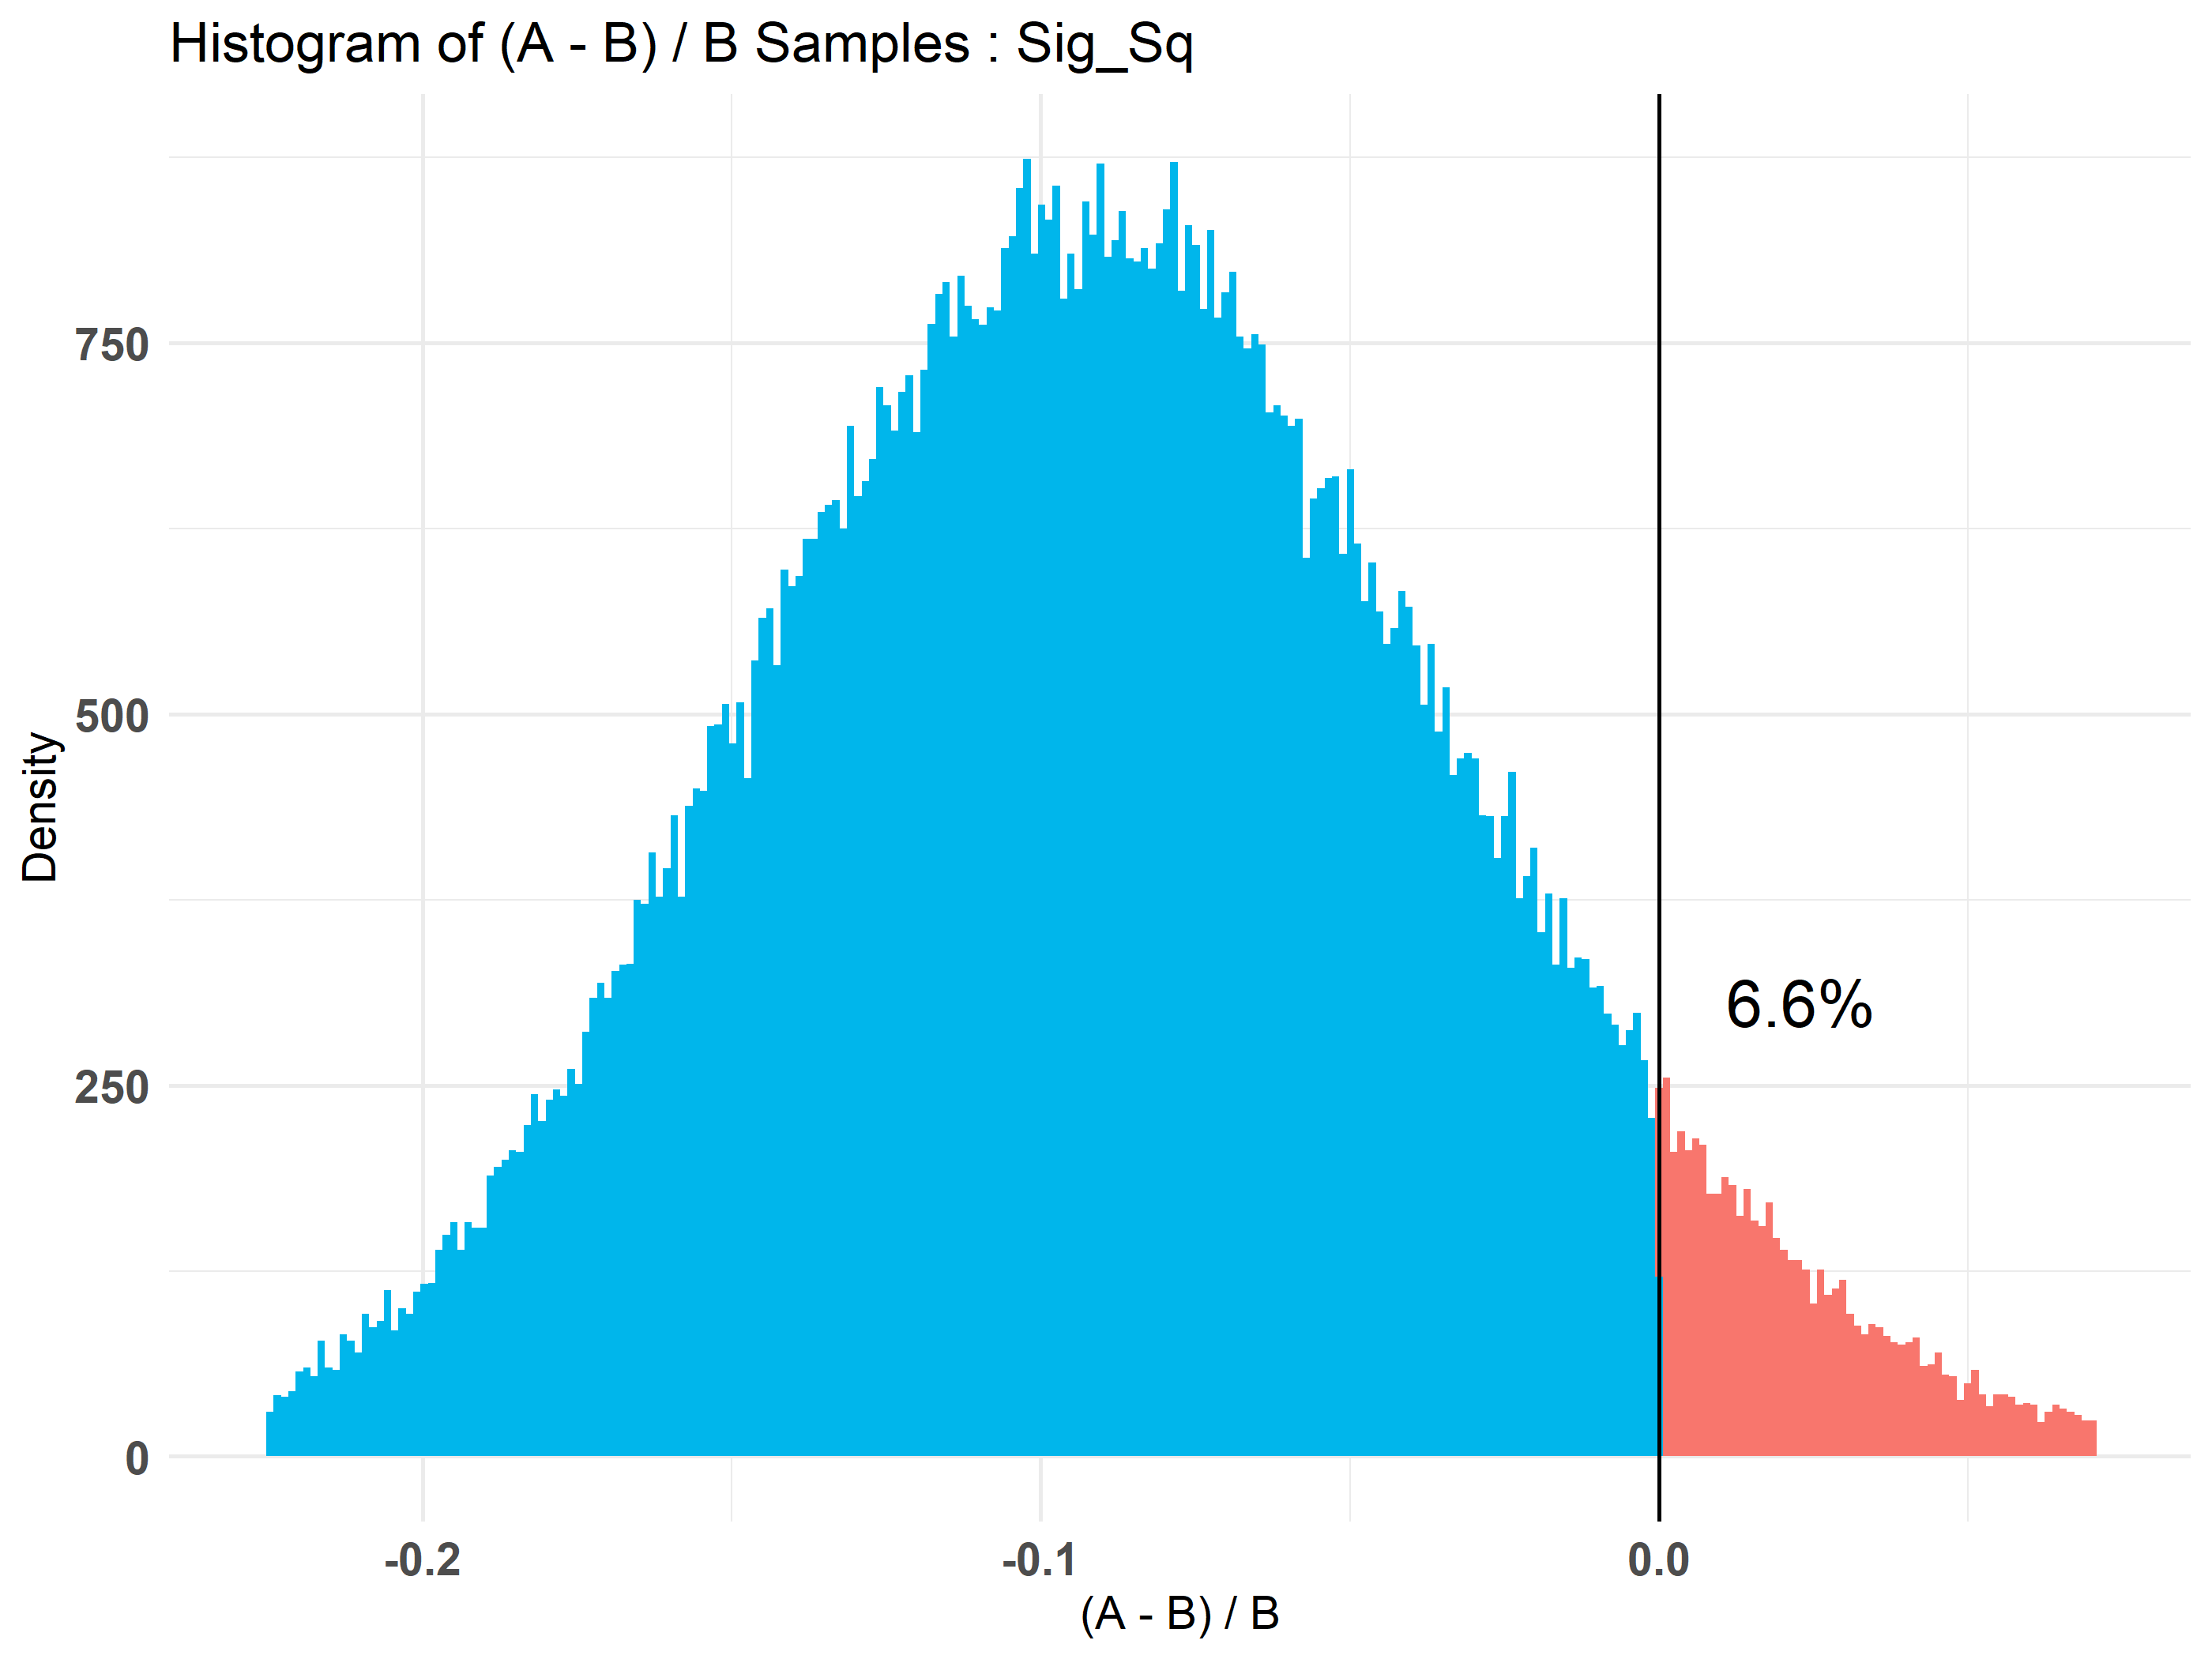 Histogram of (A - B) / B Samples : Sig_Sq
Density
750
500
250
0
6.6%
-0.2
-0.1
0.0
(A - B) / B